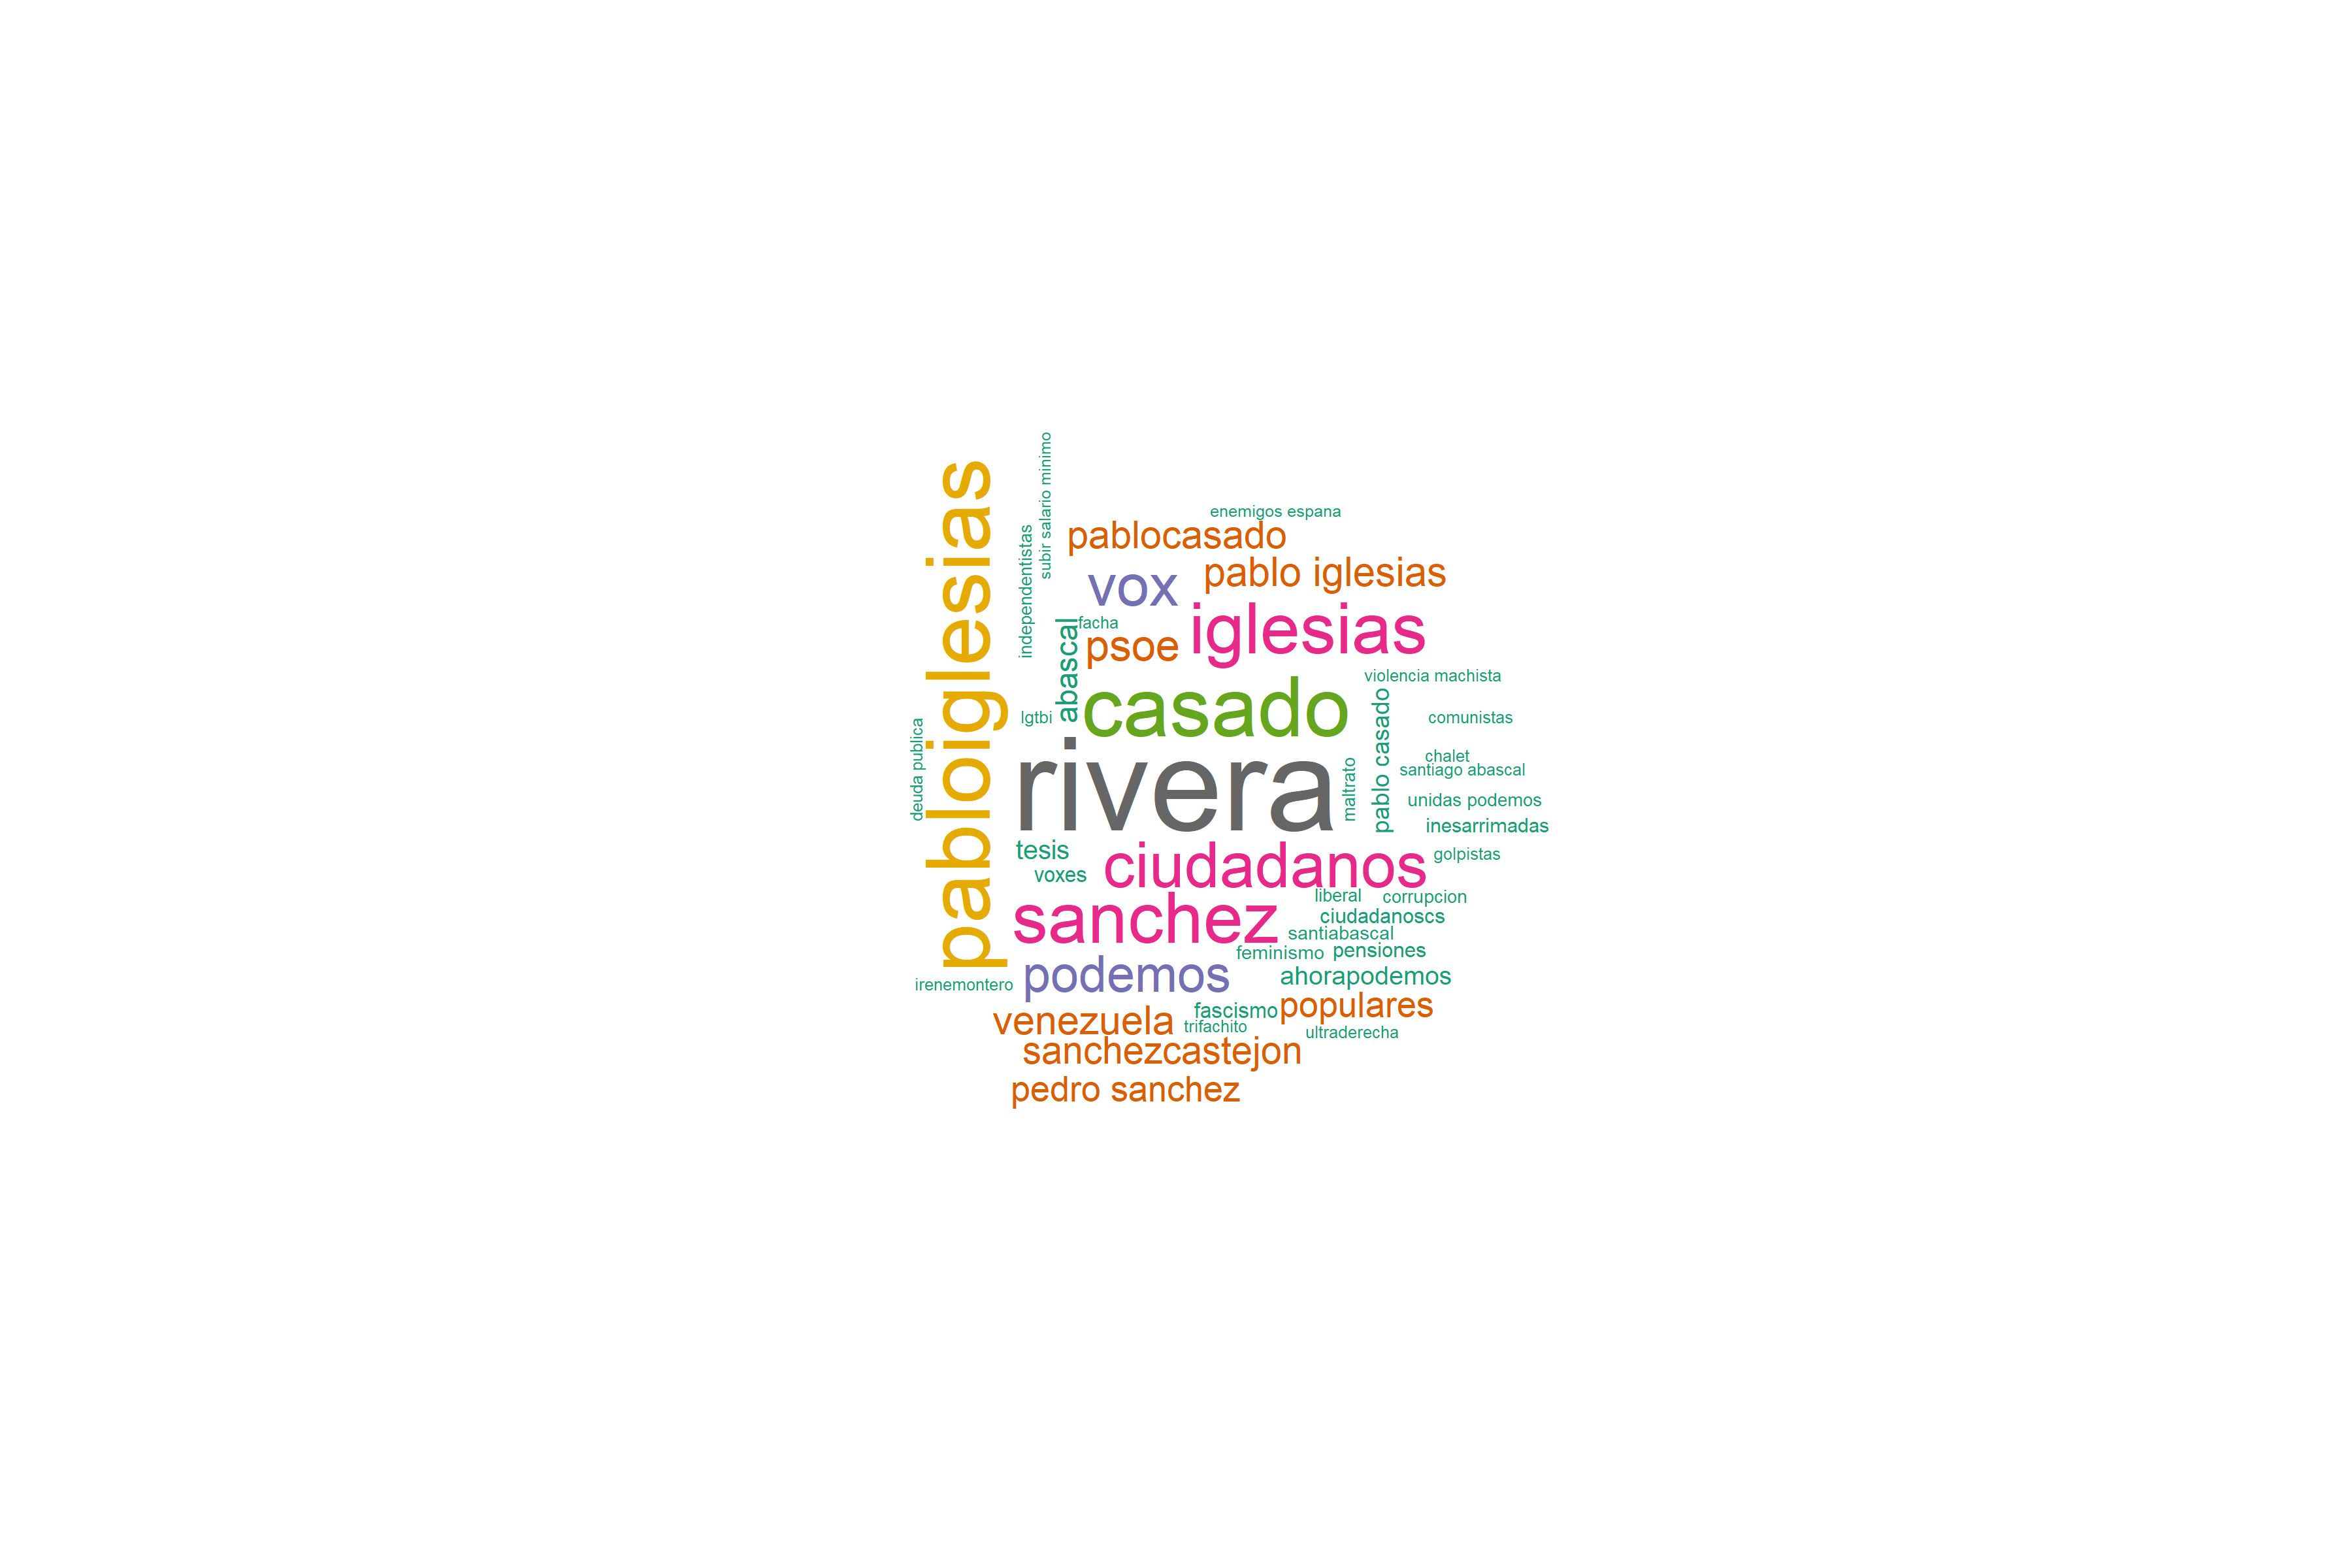 subir salario minimo
pabloiglesias
enemigos espana
independentistas
pablocasado
vox
pablo iglesias
iglesias
facha
abascal
psoe
violencia machista
casado
pablo casado
lgtbi
comunistas
deuda publica
rivera
chalet
maltrato
santiago abascal
unidas podemos
inesarrimadas
tesis
ciudadanos
golpistas
voxes
liberal
corrupcion
sanchez
ciudadanoscs
santiabascal
feminismo
pensiones
podemos
ahorapodemos
irenemontero
populares
fascismo
venezuela
trifachito
ultraderecha
sanchezcastejon
pedro sanchez